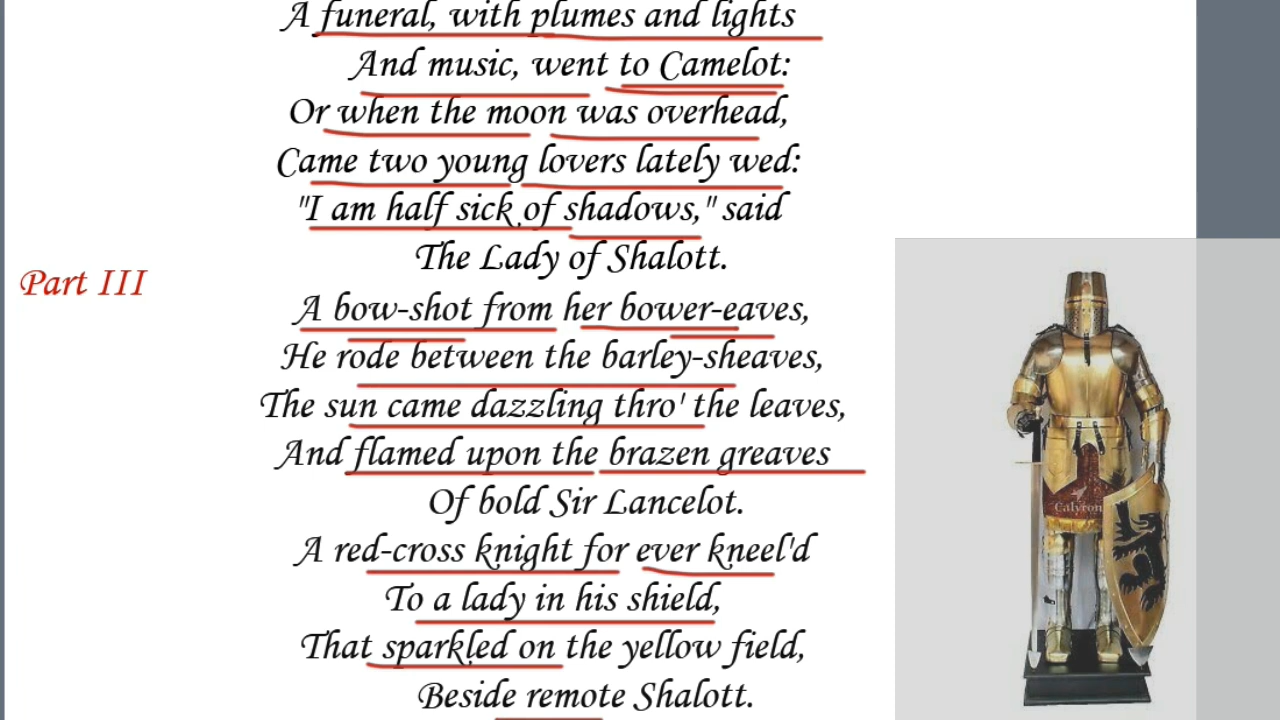 A funeral, with plumes and lights
And music, went to Camelot:
Or when the moon was overhead,
Came two young lovers lately wed:
"I am half sick of shadows," said
The Lady of Shalott.
Part III
A bow-shot from her bower-eaves,
He rode between the barley-sheaves,
The sun came dazzling thro' the leaves,
And flamed upon the brazen greaves
Of bold Sir Lancelot.
A red-cross knight for ever kneel'd
To a lady in his shield,
That sparkled on the yellow field,
Beside remote Shalott.
Calyron